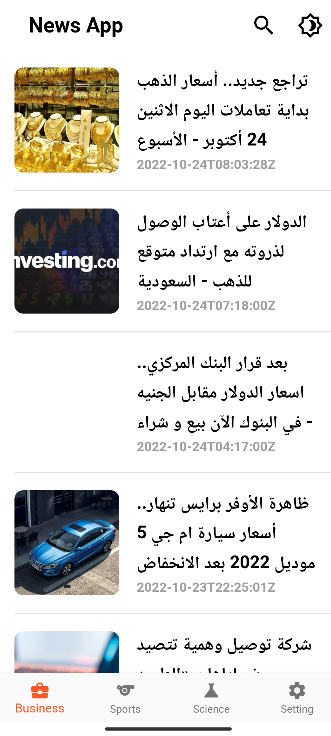 News App
تراجع جديد.. أسعار الذهب
بداية تعاملات اليوم الاثنين
24 أكتوبر - الأسبوع
2022-10-24T08:03:28Z
الدولار على أعتاب الوصول
لذروته مع ارتداد متوقع
للذهب - السعودية
2022-10-24T07:18:00Z
nvesting.co
بعد قرار البنك المركزي..
اسعار الدولار مقابل الجنيه
في البنوك الآن بيع و شراء -
2022-10-24T04:17:00Z
ظاهرة الأوفر برايس تنهار..
أسعار سيارة ام جي 5
موديل 2022 بعد الانخفاض
2022-10-23T22:25:01Z
شركة توصيل وهمية تتصيد
Business
Sports
Science
Setting